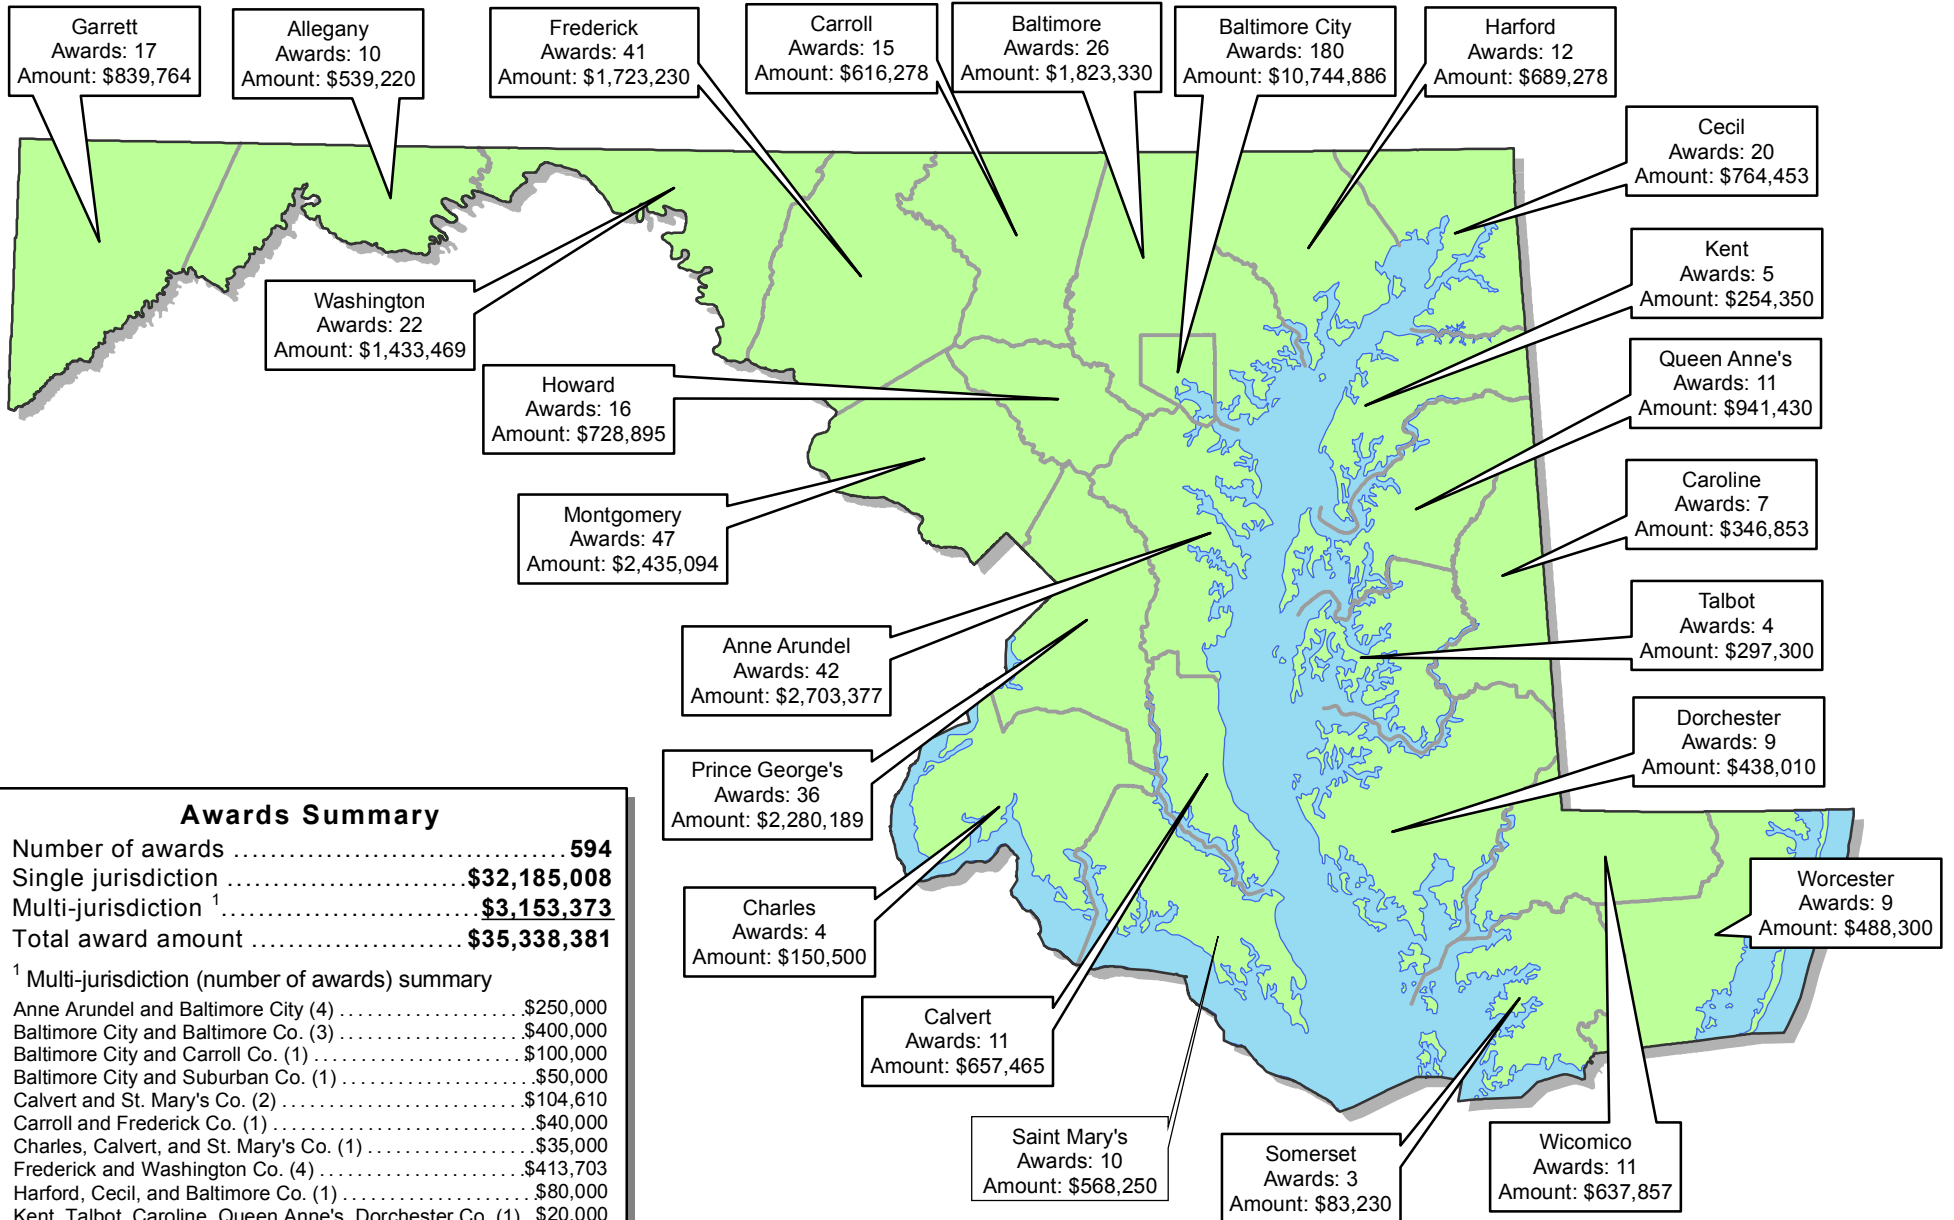 Garrett
Awards: 17
Amount: $839,764
Allegany
Awards: 10
Amount: $539,220
Frederick
Awards: 41
Amount: $1,723,230
Carroll
Awards: 15
Amount: $616,278
Baltimore
Awards: 26
Amount: $1,823,330
Baltimore City
Awards: 180
Amount: $10,744,886
Harford
Awards: 12
Amount: $689,278
Cecil
Awards: 20
Amount: $764,453
Kent
Awards: 5
Amount: $254,350
Washington
Awards: 22
Amount: $1,433,469
Queen Anne's
Awards: 11
Amount: $941,430
Howard
Awards: 16
Amount: $728,895
Caroline
Awards: 7
Amount: $346,853
Montgomery
Awards: 47
Amount: $2,435,094
Talbot
Awards: 4
Amount: $297,300
Anne Arundel
Awards: 42
Amount: $2,703,377
Dorchester
Awards: 9
Amount: $438,010
Prince George's
Awards: 36
Amount: $2,280,189
Worcester
Awards: 9
Amount: $488,300
Charles
Awards: 4
Amount: $150,500
Calvert
Awards: 11
Amount: $657,465
Saint Mary's
Awards: 10
Amount: $568,250
Somerset
Awards: 3
Amount: $83,230
Wicomico
Awards: 11
Amount: $637,857
Awards Summary
Number of awards .................................. 594
Single jurisdiction ........................ $32,185,008
Multi-jurisdiction 1 .......................... $3,153,373
Total award amount ...................... $35,338,381
1 Multi-jurisdiction (number of awards) summary
Anne Arundel and Baltimore City (4) .................... $250,000
Baltimore City and Baltimore Co. (3) .................... $400,000
Baltimore City and Carroll Co. (1) .................... $100,000
Baltimore City and Suburban Co. (1) .................... $50,000
Calvert and St. Mary's Co. (2) .................... $104,610
Carroll and Frederick Co. (1) .................... $40,000
Charles, Calvert, and St. Mary's Co. (1) .................... $35,000
Frederick and Washington Co. (4) .................... $413,703
Harford, Cecil, and Baltimore Co. (1) .................... $80,000
Kent, Talbot, Caroline, Queen Anne's, Dorchester Co. (1) . $20,000